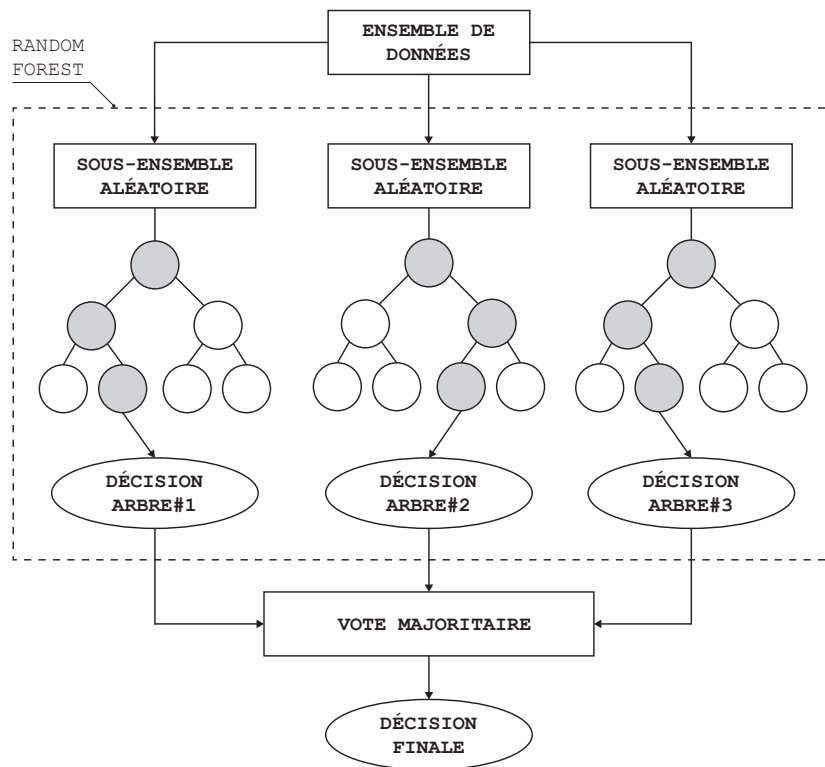 ENSEMBLE DE
DONNÉES
RANDOM
FOREST
SOUS-ENSEMBLE
ALÉATOIRE
SOUS-ENSEMBLE
ALÉATOIRE
SOUS-ENSEMBLE
ALÉATOIRE
DÉCISION
ARBRE#1
DÉCISION
ARBRE#2
DÉCISION
ARBRE#3
VOTE MAJORITAIRE
DÉCISION
FINALE